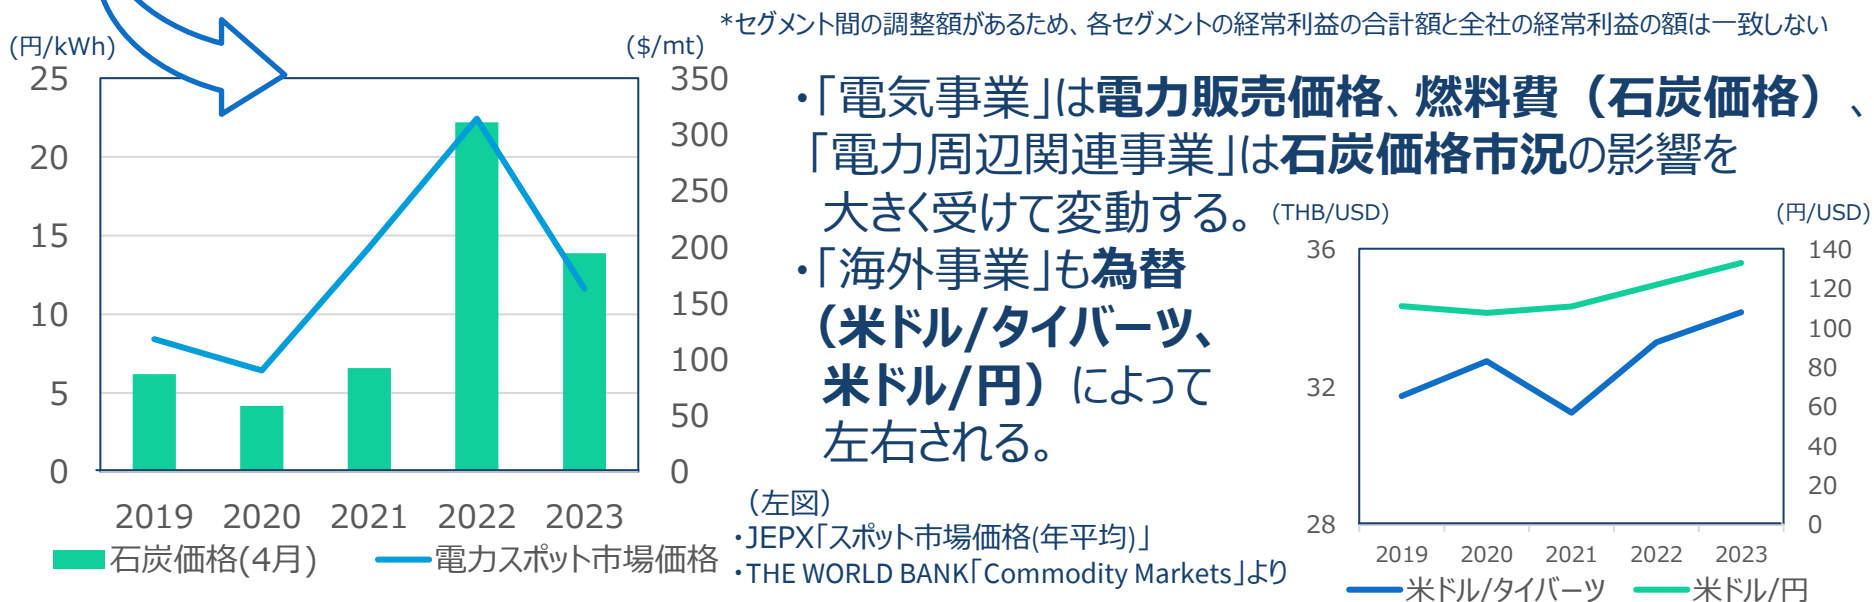 *セグメント間の調整額があるため、各セグメントの経常利益の合計額と全社の経常利益の額は一致しない
(円/kWh)
($/mt)
25
20
15
10
5
0
350
300
250
200
150
100
50
0
2019 2020 2021 2022 2023
石炭価格(4月) 電力スポット市場価格
・「電気事業」は電力販売価格、燃料費（石炭価格）、
「電力周辺関連事業」は石炭価格市況の影響を
大きく受けて変動する。
・「海外事業」も為替
（米ドル/タイバーツ、
米ドル/円）によって
左右される。
（左図）
・JEPX「スポット市場価格(年平均)」
・THE WORLD BANK「Commodity Markets」より
(THB/USD)
(円/USD)
36
32
28
140
120
100
80
60
40
20
0
2019 2020 2021 2022 2023
米ドル/タイバーツ 米ドル/円